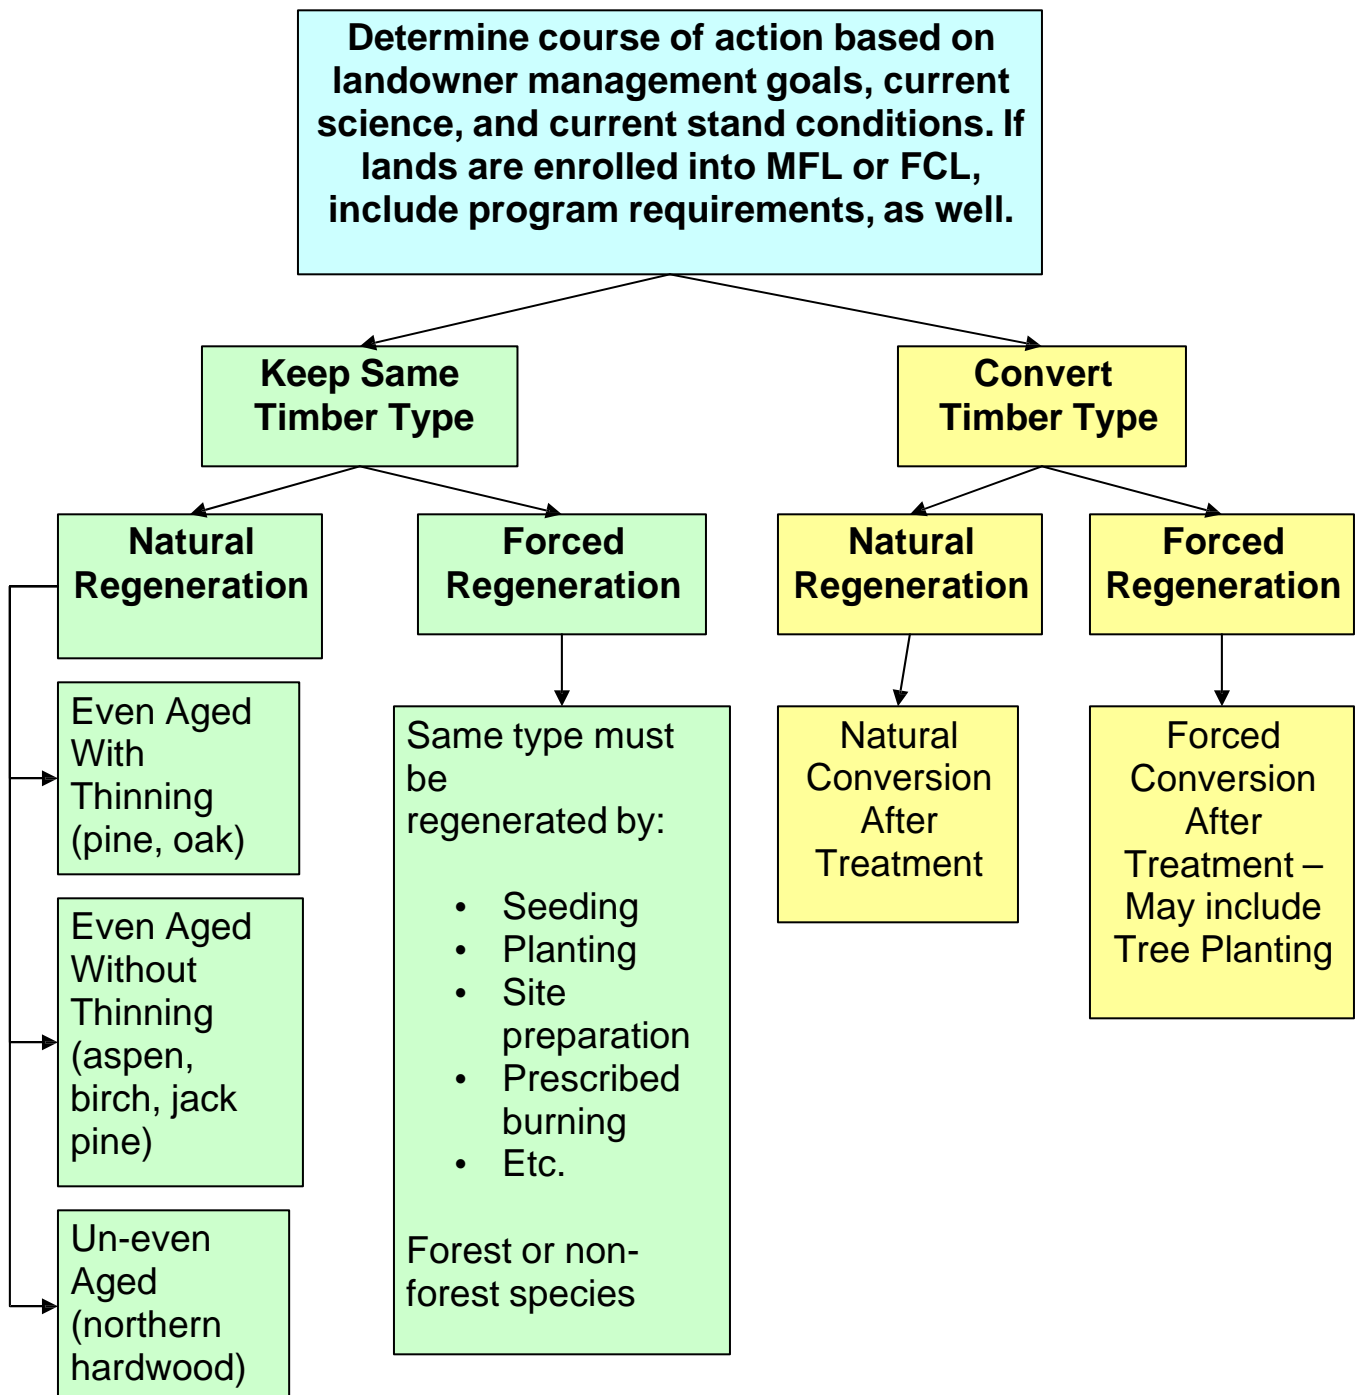 Determine course of action based on
landowner management goals, current
science, and current stand conditions. If
lands are enrolled into MFL or FCL,
include program requirements, as well.
Keep Same
Timber Type
Convert
Timber Type
Natural
Regeneration
Forced
Regeneration
Natural
Regeneration
Forced
Regeneration
Even Aged
With
Thinning
(pine, oak)
Even Aged
Without
Thinning
(aspen,
birch, jack
pine)
Un-even
Aged
(northern
hardwood)
Same type must
be
regenerated by:
• Seeding
• Planting
• Site
preparation
• Prescribed
burning
• Etc.
Forest or non-
forest species
Natural
Conversion
After
Treatment
Forced
Conversion
After
Treatment –
May include
Tree Planting